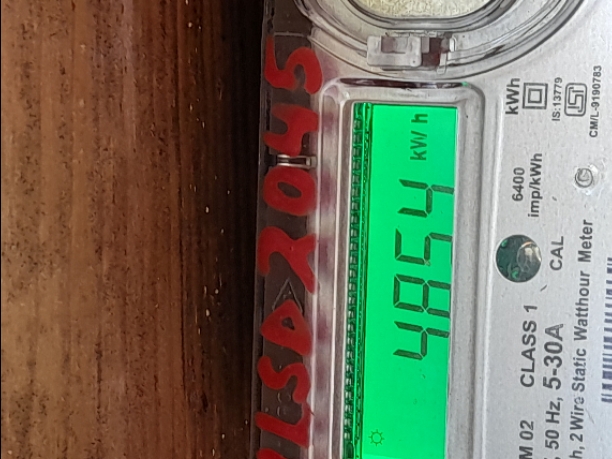 LSD2045
4854 kWh
kWh
IS:13779
CM/L-9190783
6400
imp/kWh
CAL
M 02 CLASS 1
, 50 Hz, 5-30A
h, 2 Wire Static Watthour Meter